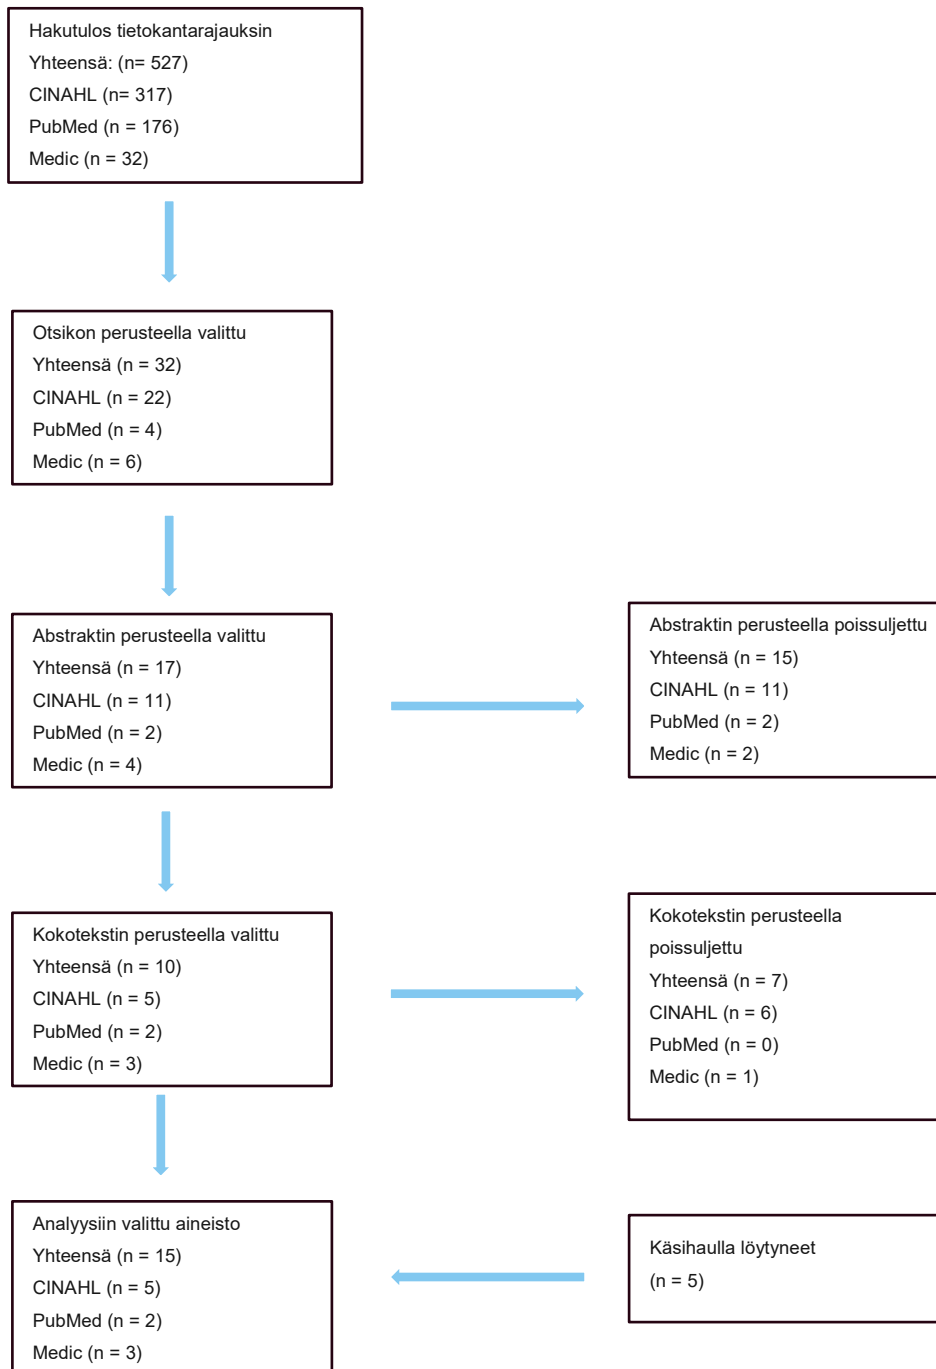 Hakutulos tietokantarajauksin
Yhteensä: (n= 527)
CINAHL (n= 317)
PubMed (n = 176)
Medic (n = 32)
Otsikon perusteella valittu
Yhteensä (n = 32)
CINAHL (n = 22)
PubMed (n = 4)
Medic (n = 6)
Abstraktin perusteella valittu
Yhteensä (n = 17)
CINAHL (n = 11)
PubMed (n = 2)
Medic (n = 4)
Abstraktin perusteella poissuljettu
Yhteensä (n = 15)
CINAHL (n = 11)
PubMed (n = 2)
Medic (n = 2)
Kokotekstin perusteella valittu
Yhteensä (n = 10)
CINAHL (n = 5)
PubMed (n = 2)
Medic (n = 3)
Kokotekstin perusteella
poissuljettu
Yhteensä (n = 7)
CINAHL (n = 6)
PubMed (n = 0)
Medic (n = 1)
Analyysiin valittu aineisto
Yhteensä (n = 15)
CINAHL (n = 5)
PubMed (n = 2)
Medic (n = 3)
Käsihaulla löytyneet
(n = 5)